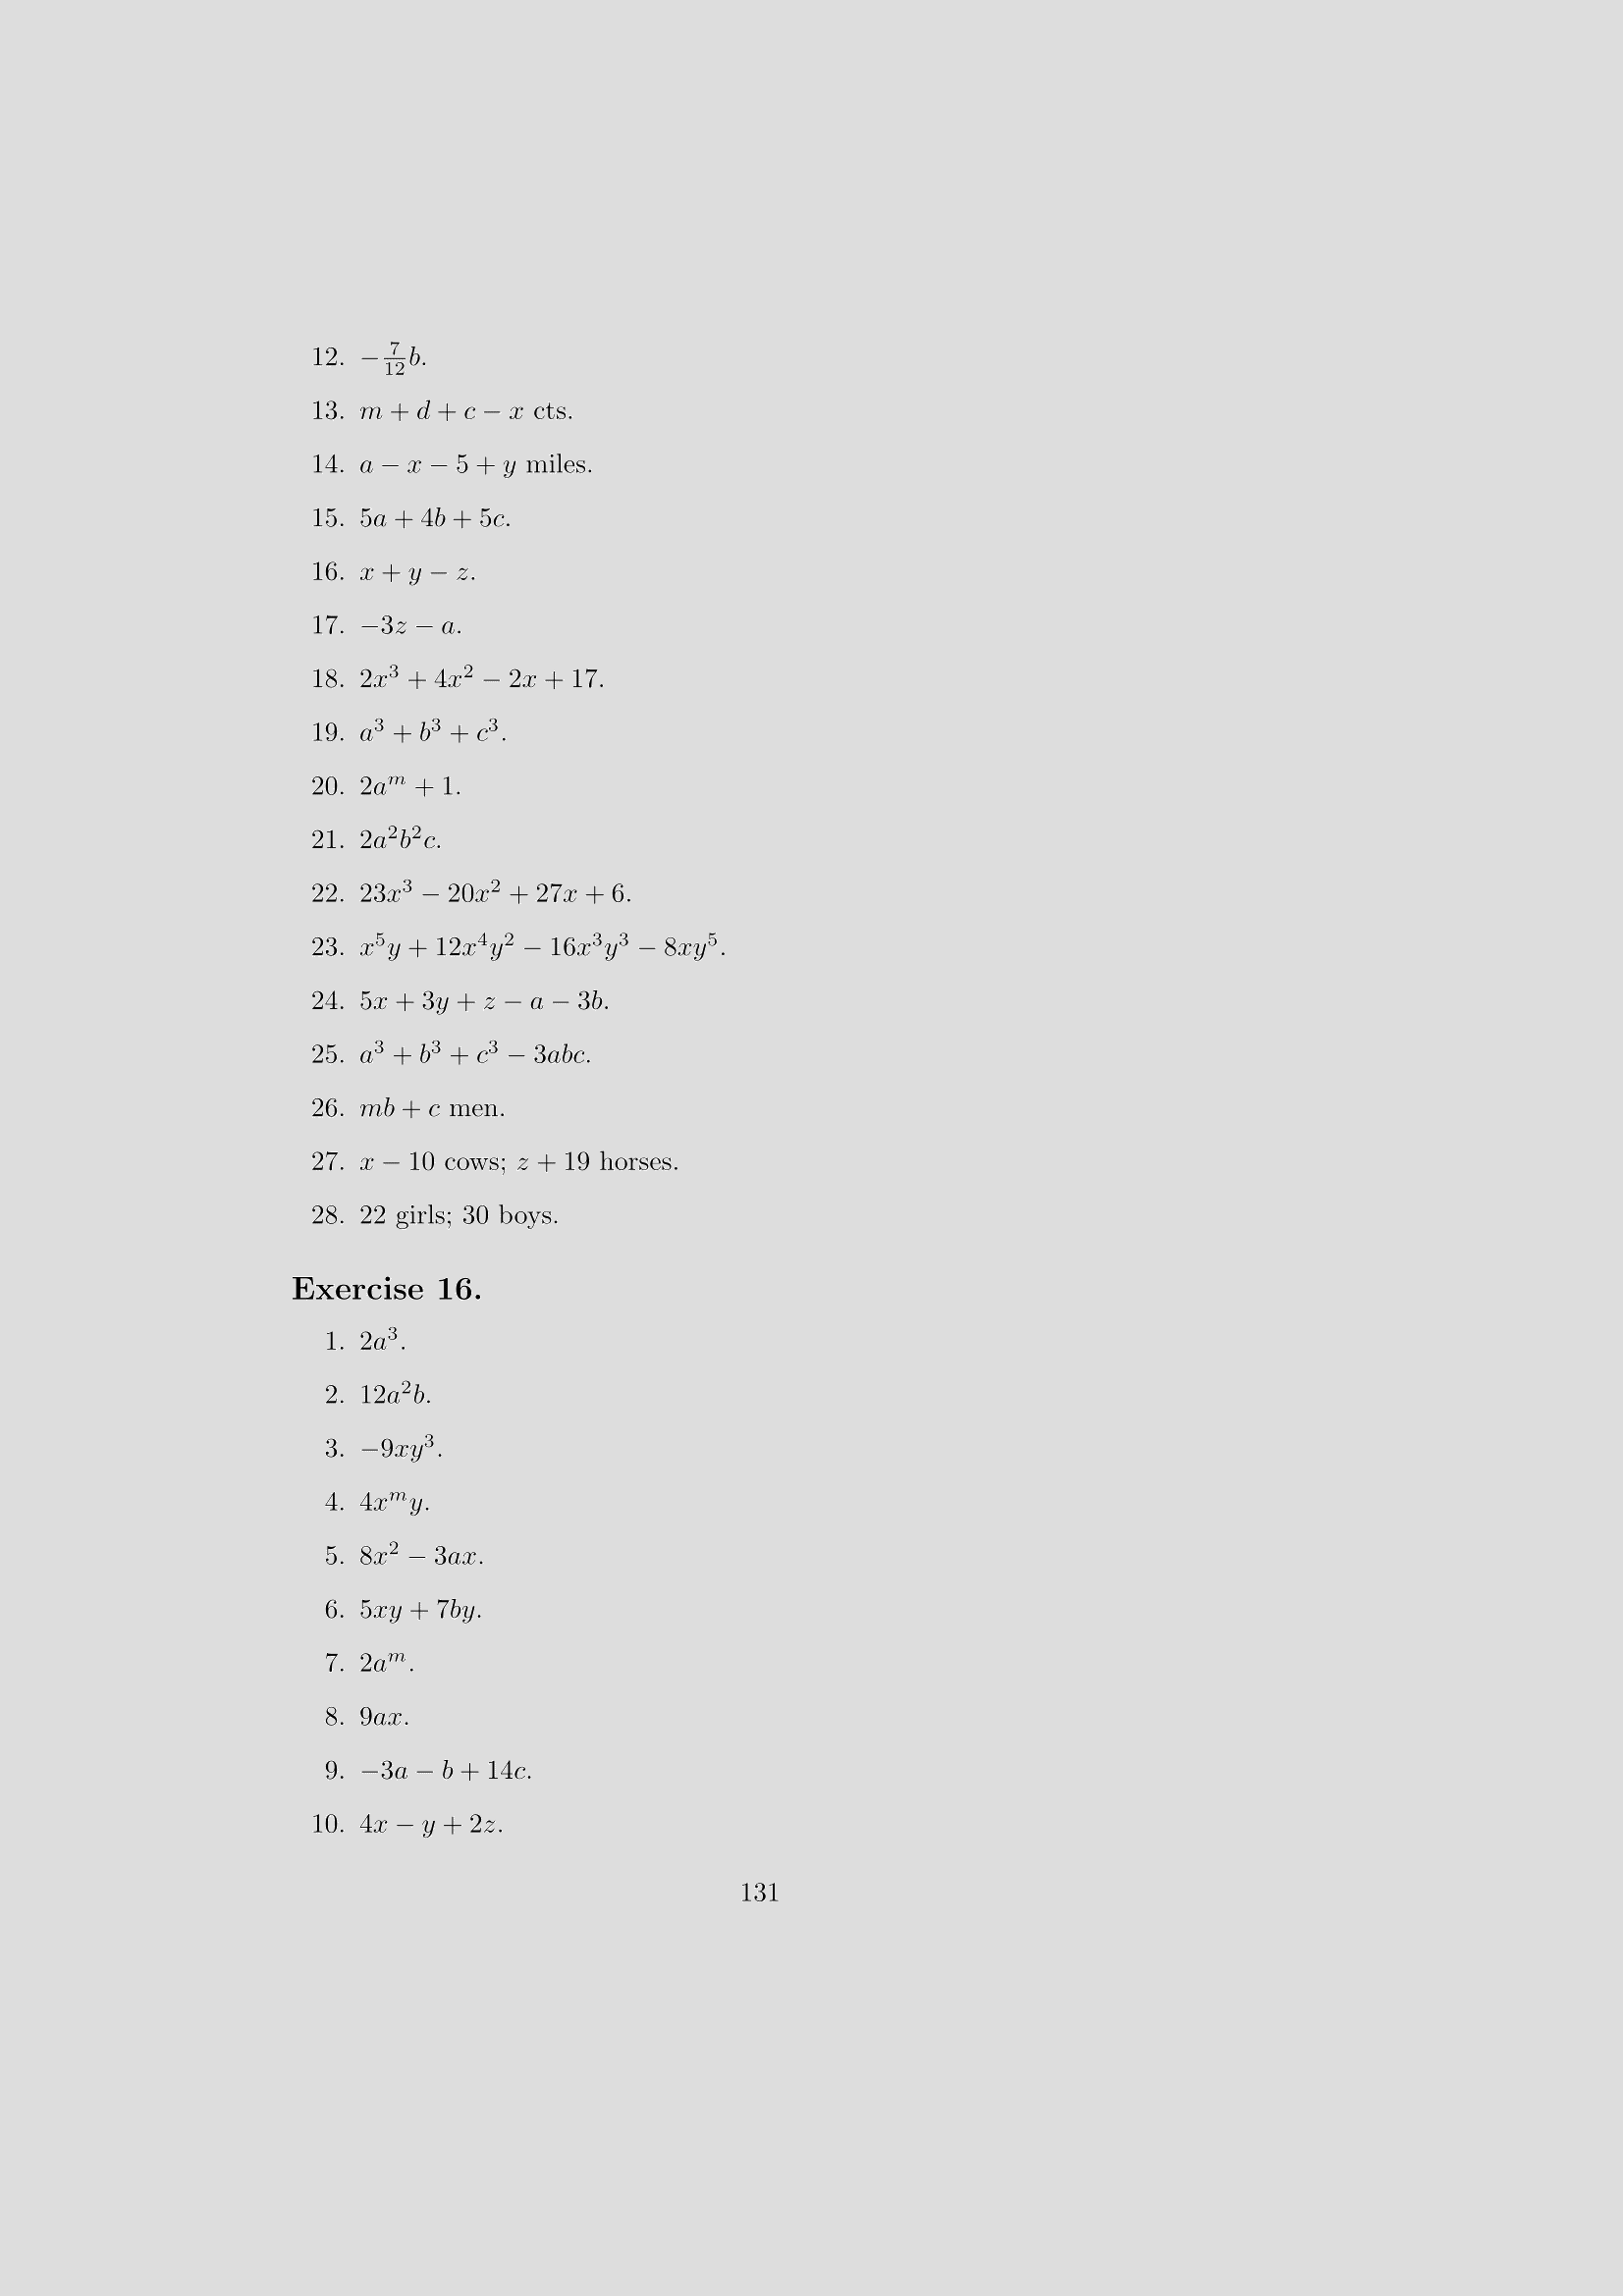 12. $-\frac{7}{12}b$.
13. $m + d + c - x$ cts.
14. $a - x - 5 + y$ miles.
15. $5a + 4b + 5c$.
16. $x + y - z$.
17. $-3z - a$.
18. $2x^3 + 4x^2 - 2x + 17$.
19. $a^3 + b^3 + c^3$.
20. $2a^m + 1$.
21. $2a^2b^2c$.
22. $23x^3 - 20x^2 + 27x + 6$.
23. $x^5y + 12x^4y^2 - 16x^3y^3 - 8xy^5$.
24. $5x + 3y + z - a - 3b$.
25. $a^3 + b^3 + c^3 - 3abc$.
26. $mb + c$ men.
27. $x - 10$ cows; $z + 19$ horses.
28. 22 girls; 30 boys.
Exercise 16.
1. $2a^3$.
2. $12a^2b$.
3. $-9xy^3$.
4. $4x^my$.
5. $8x^2 - 3ax$.
6. $5xy + 7by$.
7. $2a^m$.
8. $9ax$.
9. $-3a - b + 14c$.
10. $4x - y + 2z$.
131